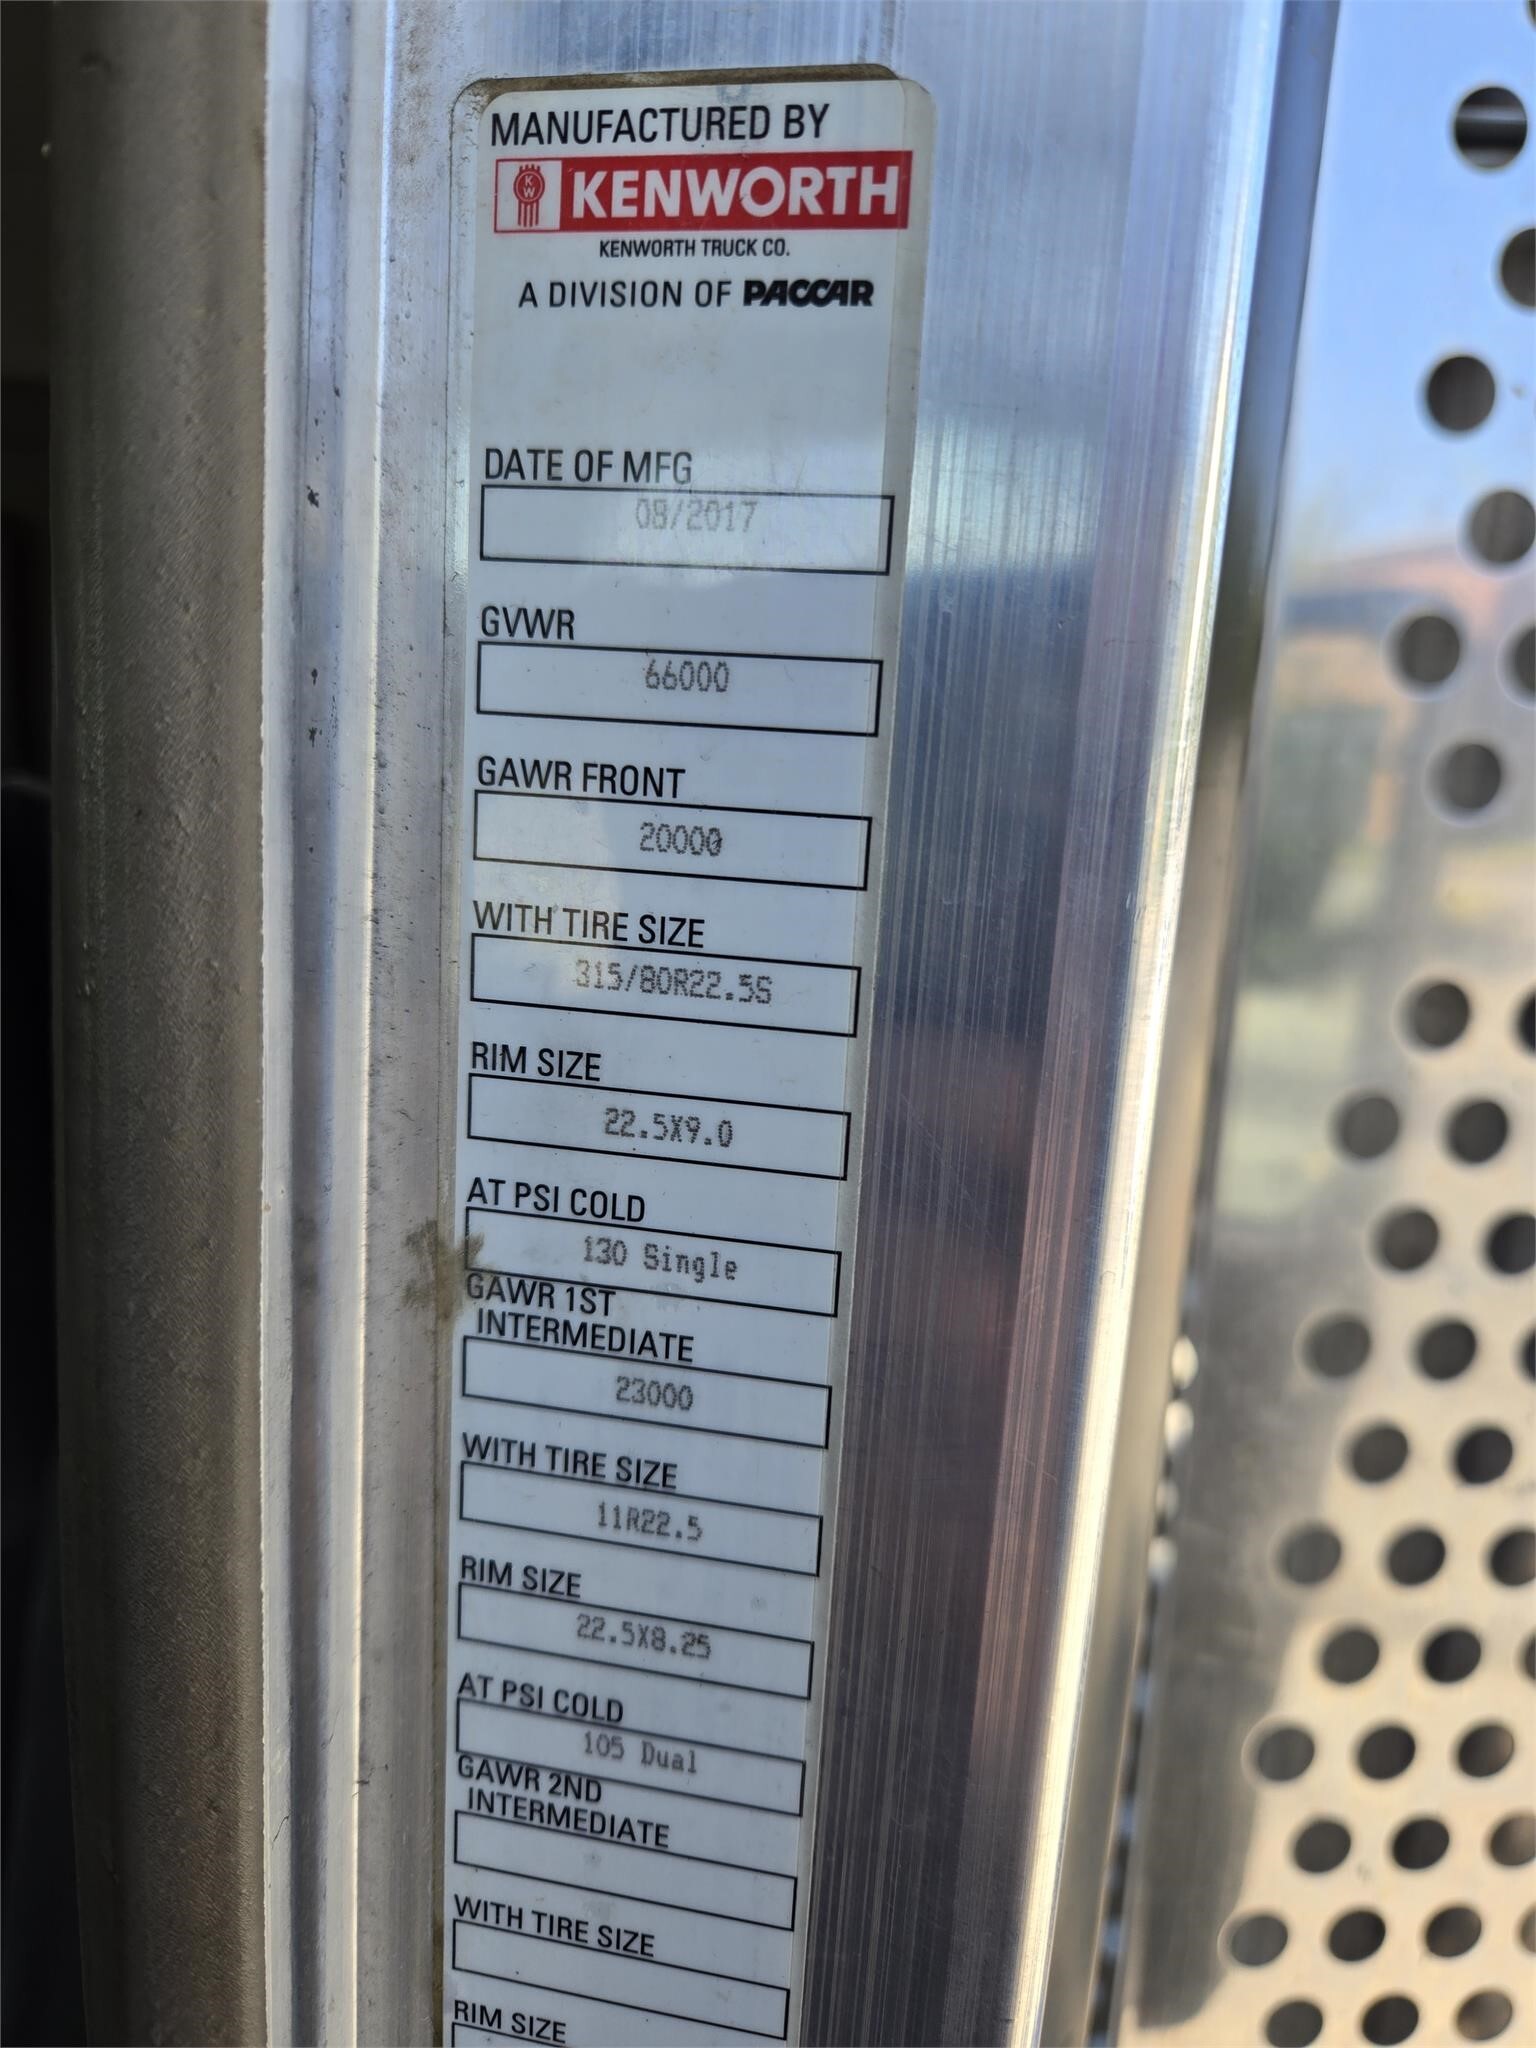 MANUFACTURED BY
KW KENWORTH
KENWORTH TRUCK CO.
A DIVISION OF PACCAR
DATE OF MFG
08/2017
GVWR
66000
GAWR FRONT
20000
WITH TIRE SIZE
315/80R22.5S
RIM SIZE
22.5X9.0
AT PSI COLD
130 Single
GAWR 1ST
INTERMEDIATE
23000
WITH TIRE SIZE
11R22.5
RIM SIZE
22.5X8.25
AT PSI COLD
105 Dual
GAWR 2ND
INTERMEDIATE
WITH TIRE SIZE
RIM SIZE